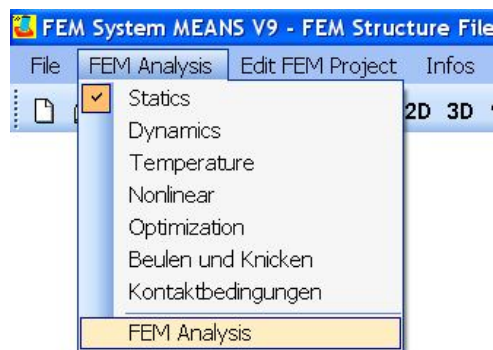 FEM System MEANS V9 - FEM Structure File
File FEM Analysis Edit FEM Project Infos
2D 3D
Statics
Dynamics
Temperature
Nonlinear
Optimization
Beulen und Knicken
Kontaktbedingungen
FEM Analysis